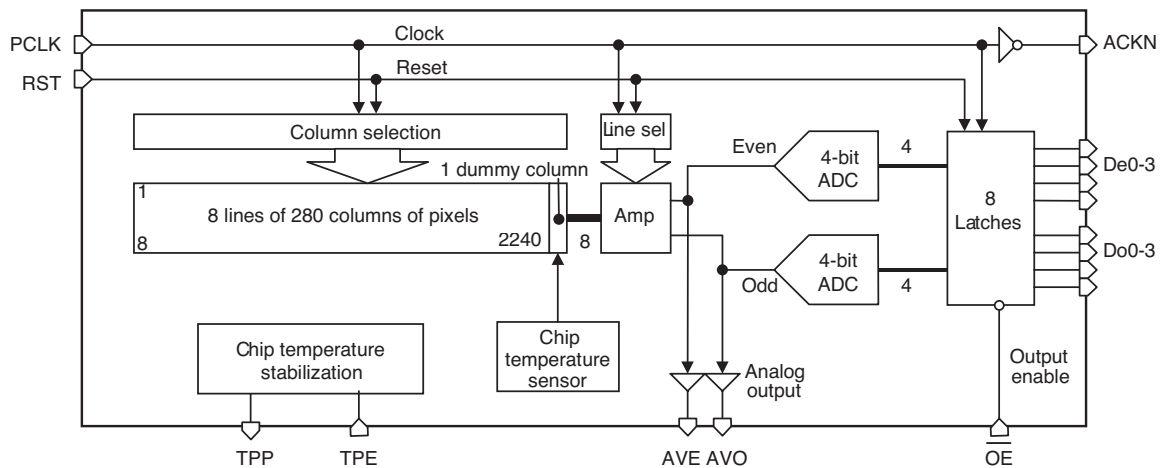 PCLK
Clock
ACKN
RST
Reset
Column selection
Line sel
1 dummy column
Even
4-bit
ADC
4
De0-3
1
8 lines of 280 columns of pixels
8
2240
8
Amp
8
Latches
Odd
4-bit
ADC
4
Do0-3
Chip temperature
stabilization
Chip
temperature
sensor
Analog
output
Output
enable
TPP
TPE
AVE
AVO
OE